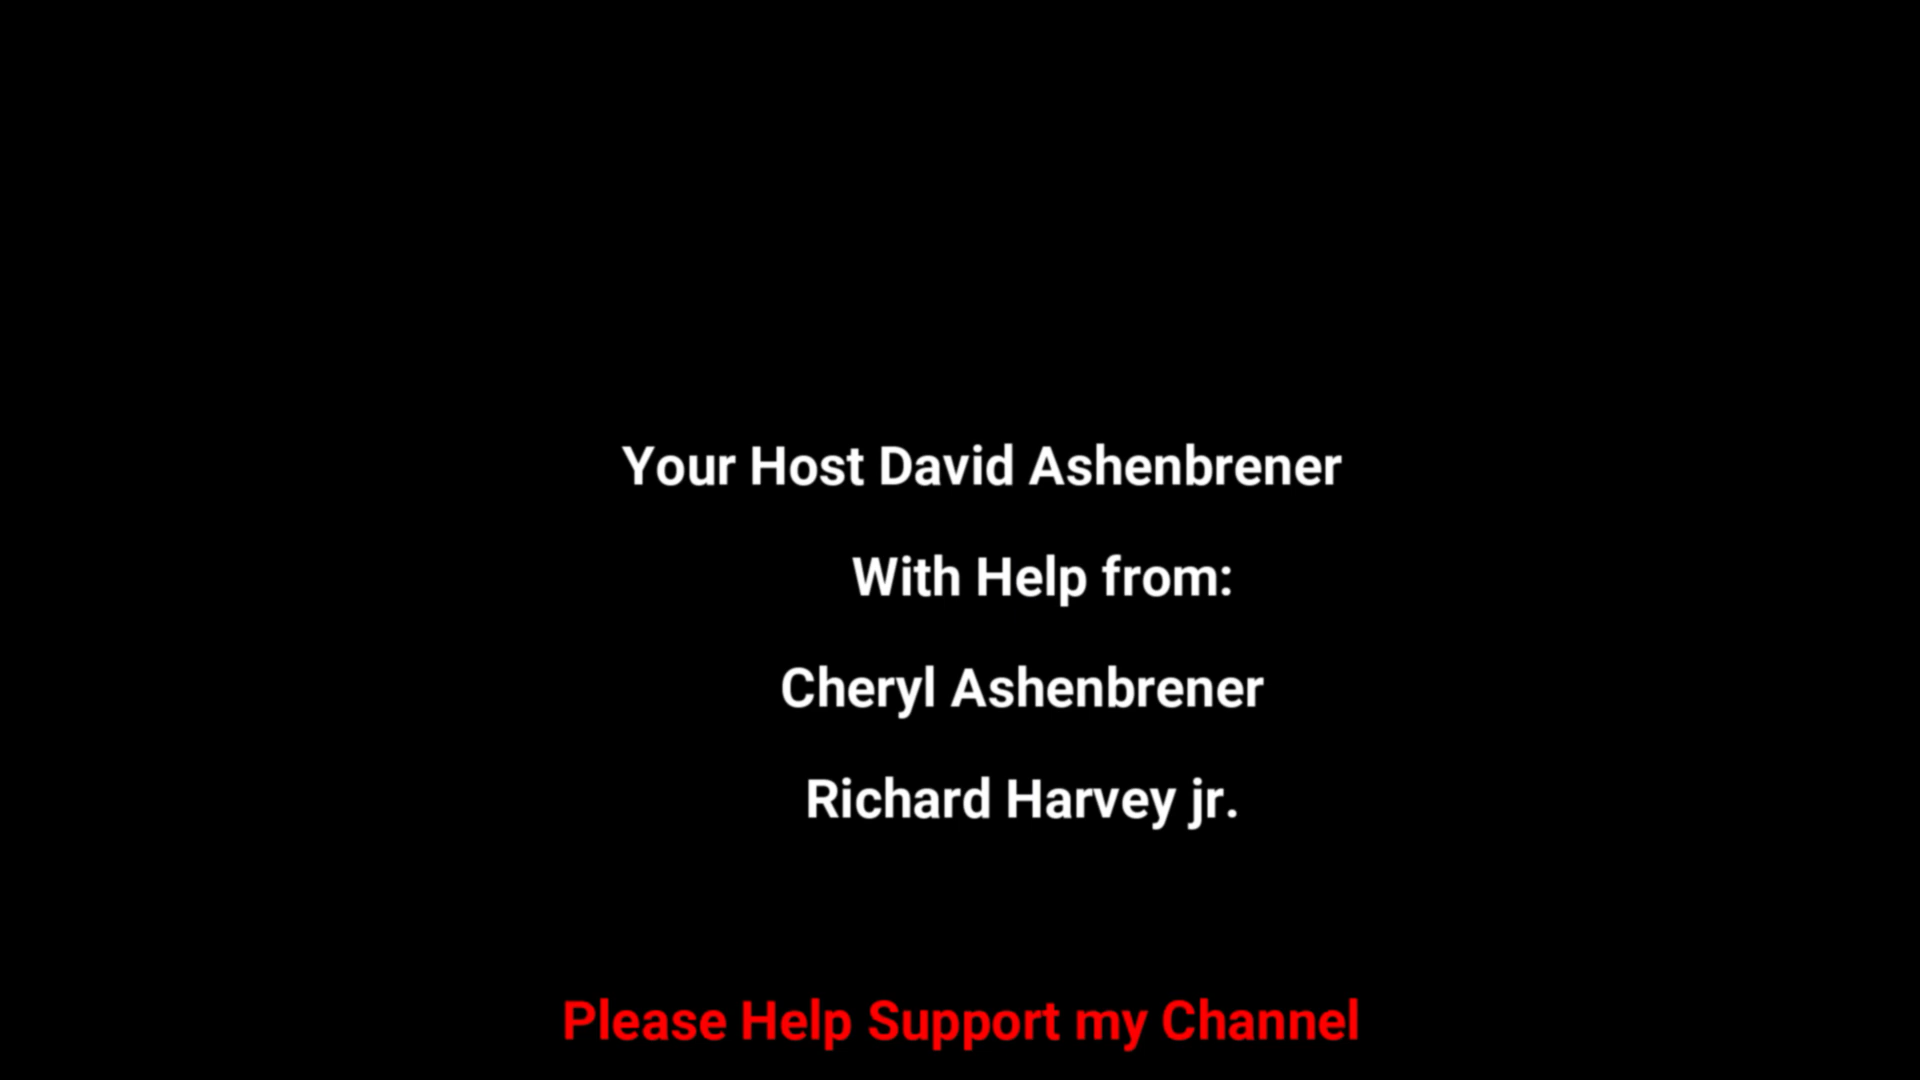 Your Host David Ashenbrener
With Help from:
Cheryl Ashenbrener
Richard Harvey jr.
Please Help Support my Channel